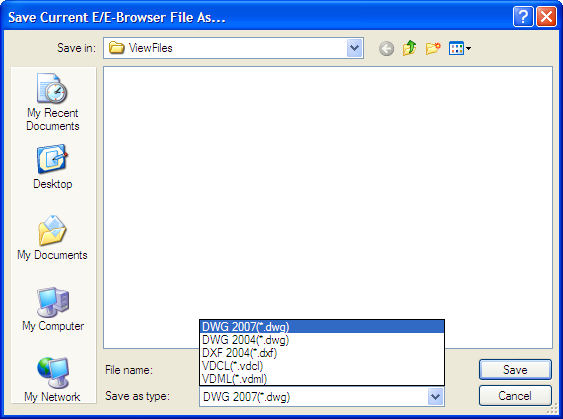 Save Current E/E-Browser File As...
Save in:
ViewFiles
My Recent
Documents
Desktop
My Documents
My Computer
My Network
DWG 2007(*.dwg)
DWG 2004(*.dwg)
DXF 2004(*.dxf)
VDCL(*.vdcl)
VDML(*.vdml)
File name:
Save
Save as type:
DWG 2007(*.dwg)
Cancel